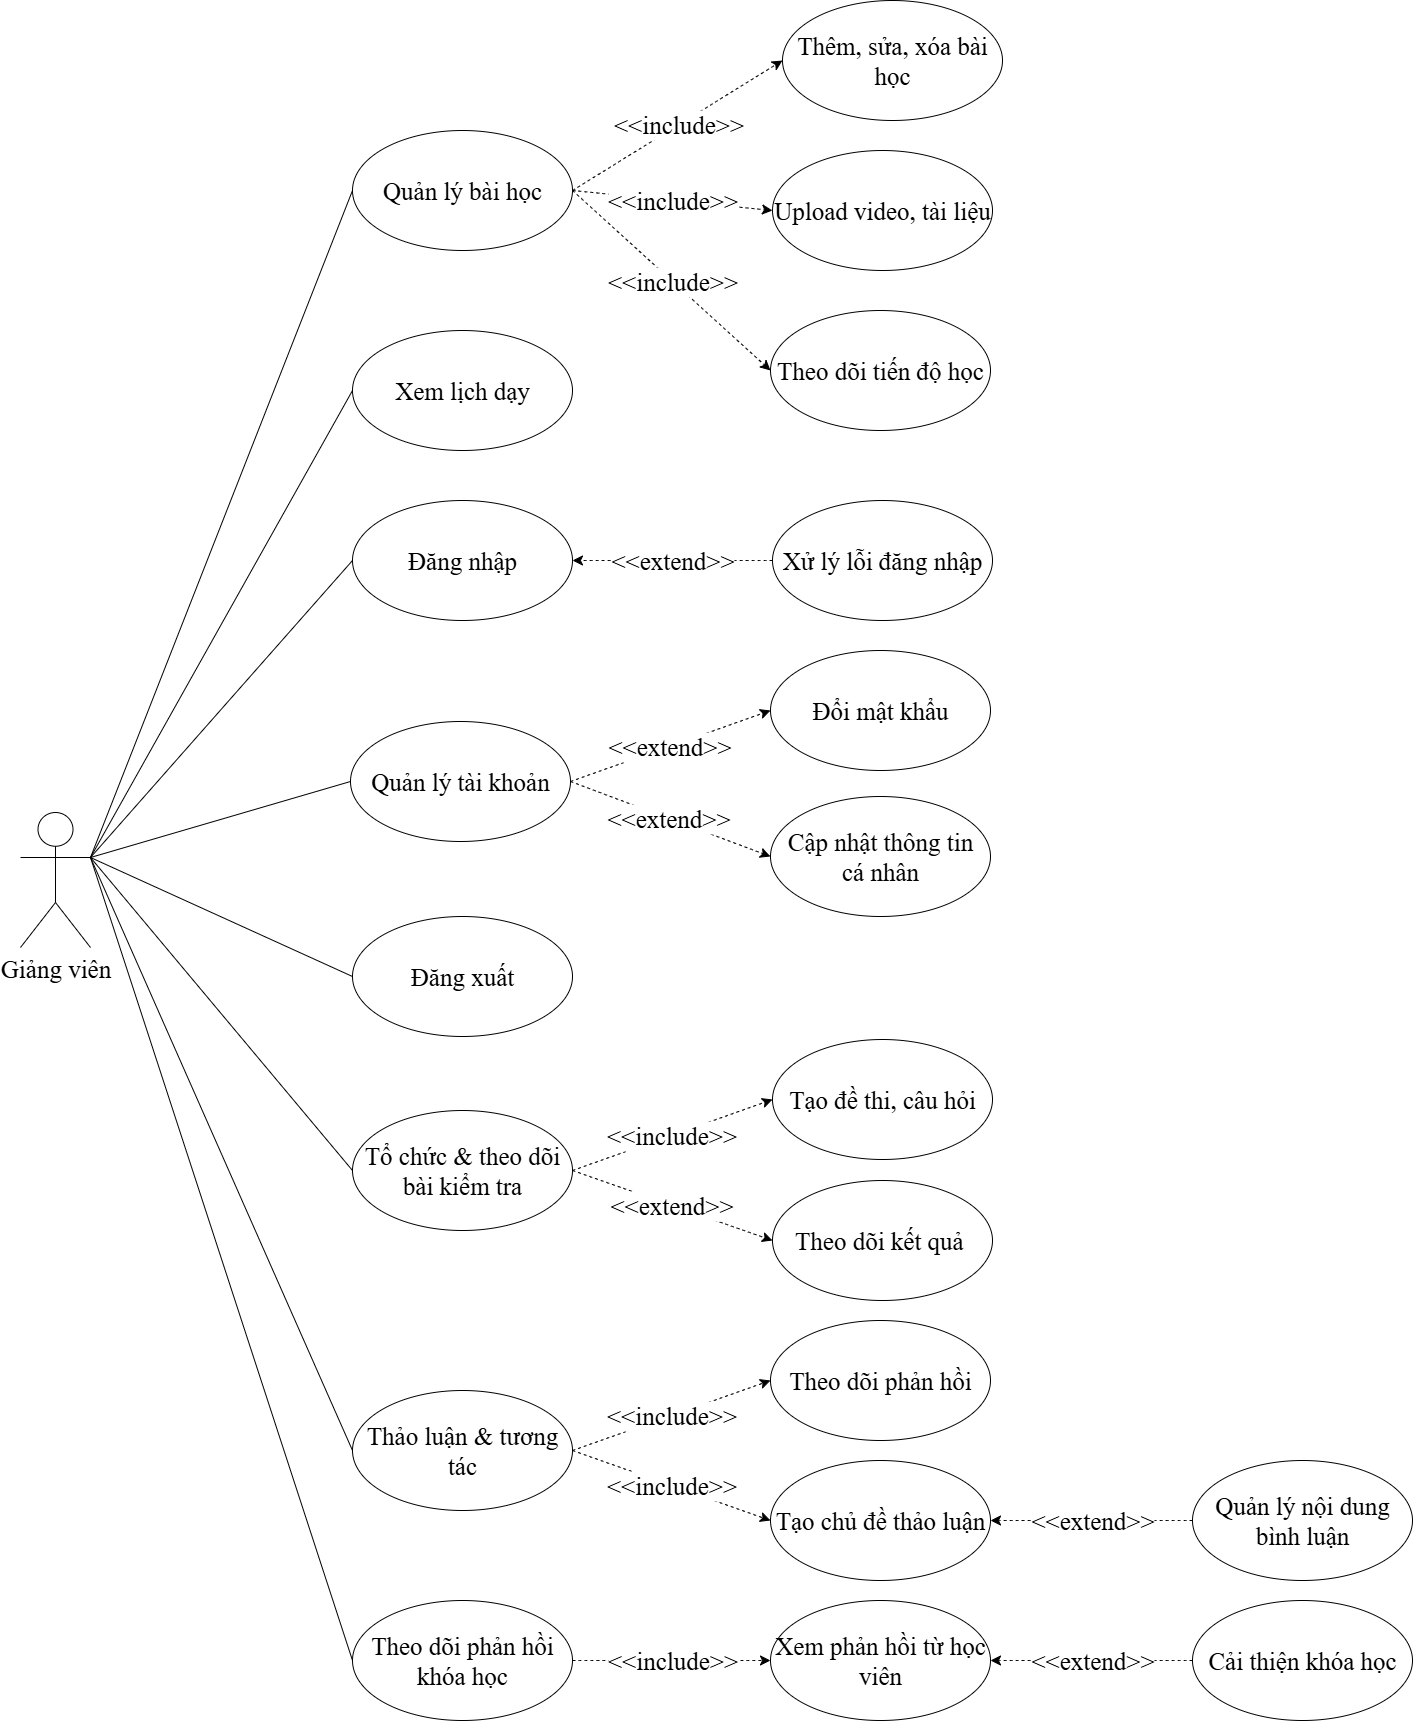 Thêm, sửa, xóa bài
học
<<include>>
Quản lý bài học
<<include>>
Upload video, tài liệu
<<include>>
Theo dõi tiến độ học
Xem lịch dạy
Đăng nhập
<<extend>>
Xử lý lỗi đăng nhập
Đổi mật khẩu
<<extend>>
Quản lý tài khoản
<<extend>>
Cập nhật thông tin
cá nhân
Giảng viên
Đăng xuất
Tạo đề thi, câu hỏi
<<include>>
Tổ chức & theo dõi
bài kiểm tra
<<extend>>
Theo dõi kết quả
Theo dõi phản hồi
<<include>>
Thảo luận & tương
tác
<<include>>
Tạo chủ đề thảo luận
<<extend>>
Quản lý nội dung
bình luận
Theo dõi phản hồi
khóa học
<<include>>
Xem phản hồi từ học
viên
<<extend>>
Cải thiện khóa học